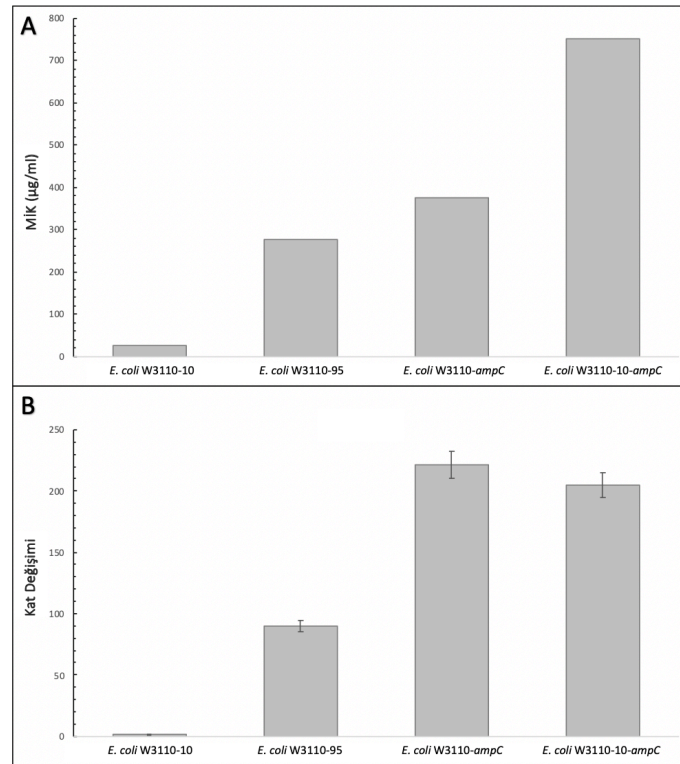 A
800
700
600
500
400
300
200
100
0
MİK (µg/ml)
E. coli W3110-10 E. coli W3110-95 E. coli W3110-ampC E. coli W3110-10-ampC
B
250
200
150
100
50
0
Kat Değişimi
E. coli W3110-10 E. coli W3110-95 E. coli W3110-ampC E. coli W3110-10-ampC